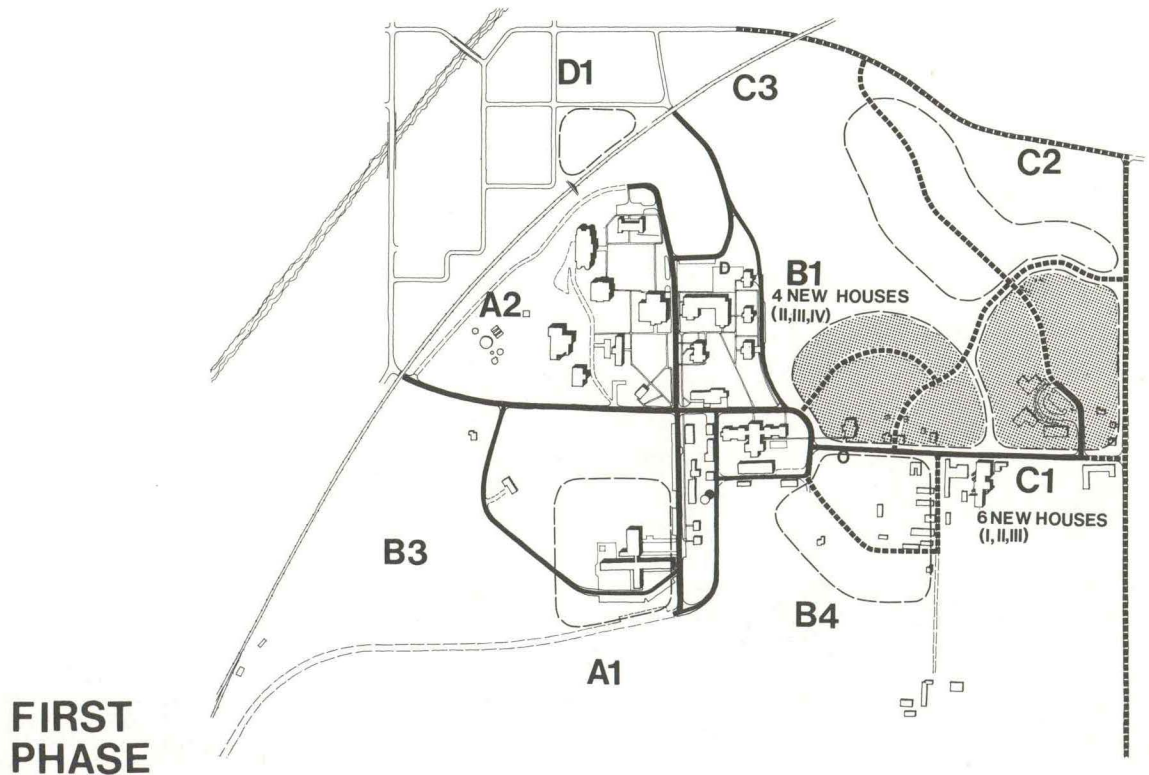 D1
C3
C2
B1
4 NEW HOUSES
(II,III,IV)
A2
D
C1
6 NEW HOUSES
(I,II,III)
B3
B4
A1
FIRST
PHASE